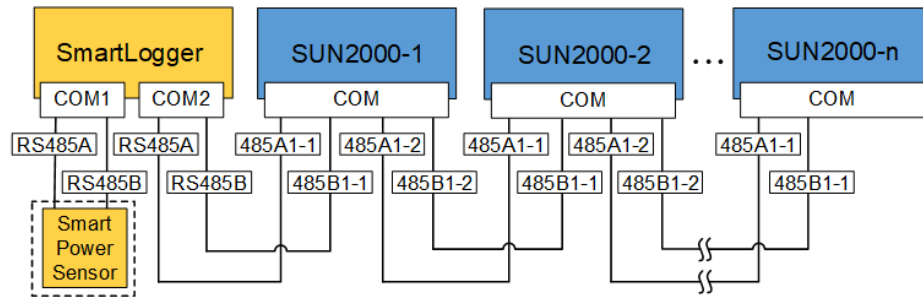 SmartLogger
SUN2000-1
SUN2000-2
...
SUN2000-n
COM1
COM2
COM
COM
COM
RS485A
RS485A
485A1-1
485A1-2
485A1-1
485A1-2
485A1-1
RS485B
RS485B
485B1-1
485B1-2
485B1-1
485B1-2
485B1-1
Smart
Power
Sensor